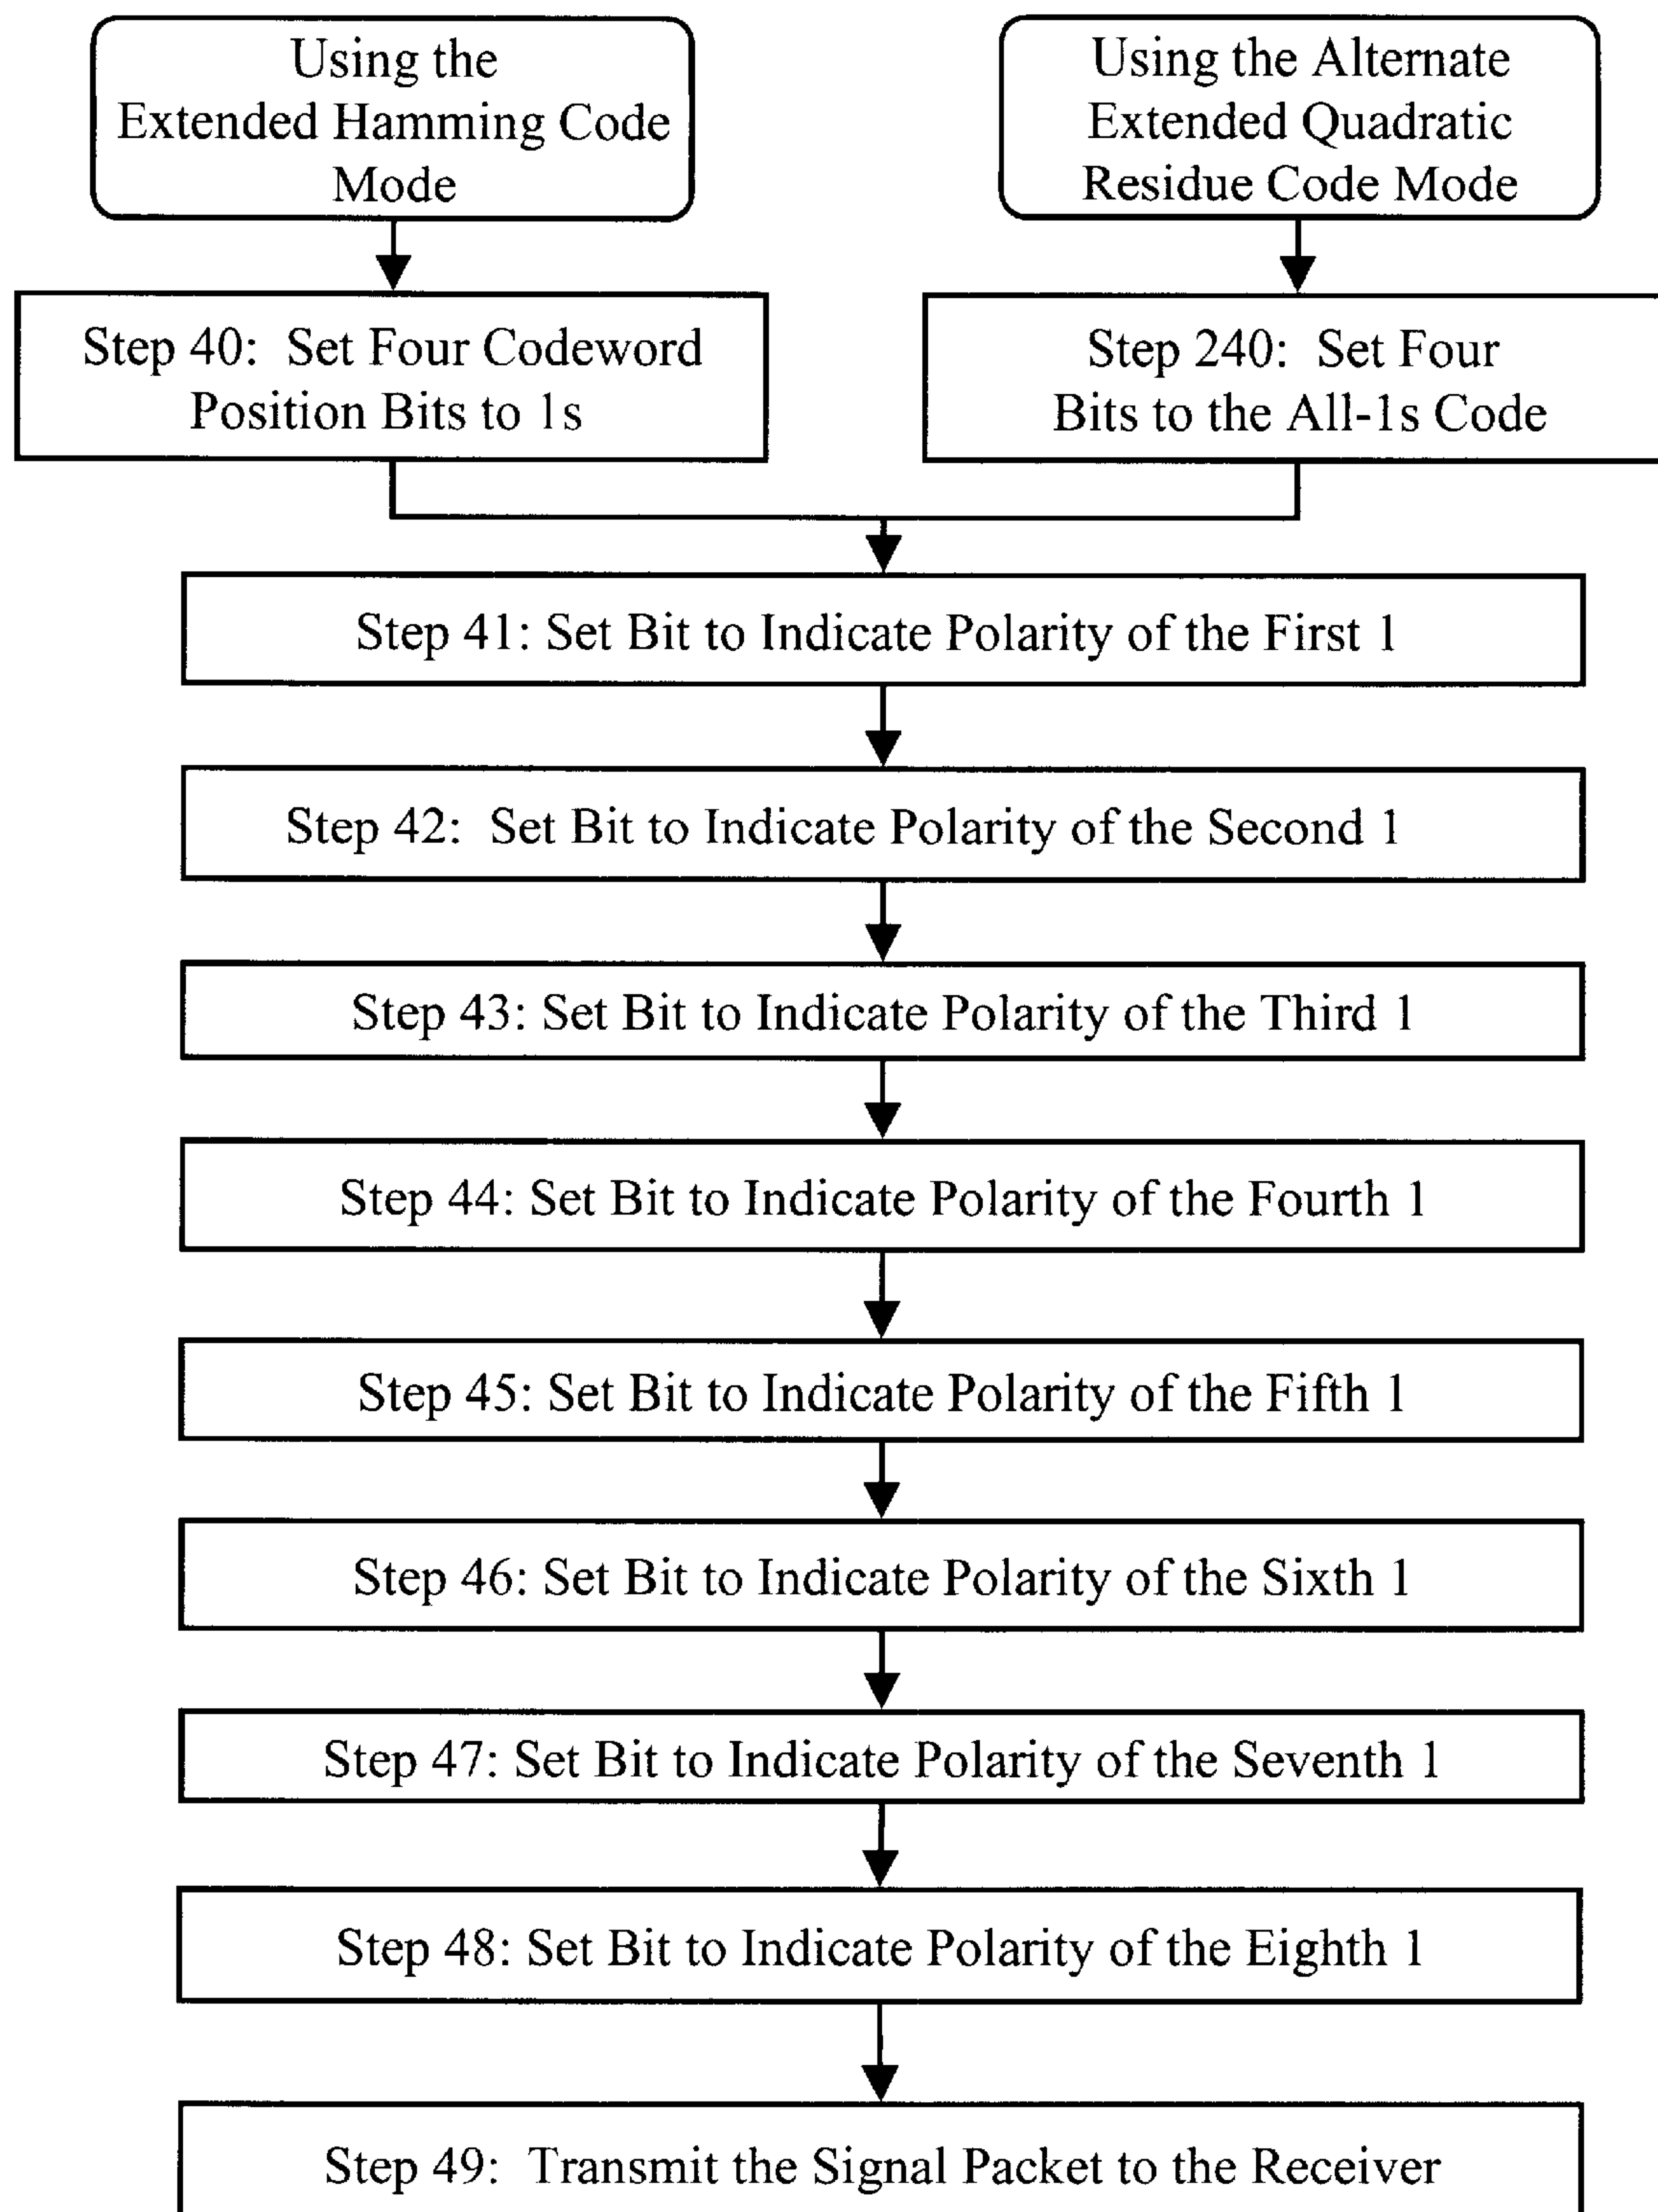 Using the
Extended Hamming Code
Mode
Using the Alternate
Extended Quadratic
Residue Code Mode
Step 40: Set Four Codeword
Position Bits to 1s
Step 240: Set Four
Bits to the All-1s Code
Step 41: Set Bit to Indicate Polarity of the First 1
Step 42: Set Bit to Indicate Polarity of the Second 1
Step 43: Set Bit to Indicate Polarity of the Third 1
Step 44: Set Bit to Indicate Polarity of the Fourth 1
Step 45: Set Bit to Indicate Polarity of the Fifth 1
Step 46: Set Bit to Indicate Polarity of the Sixth 1
Step 47: Set Bit to Indicate Polarity of the Seventh 1
Step 48: Set Bit to Indicate Polarity of the Eighth 1
Step 49: Transmit the Signal Packet to the Receiver